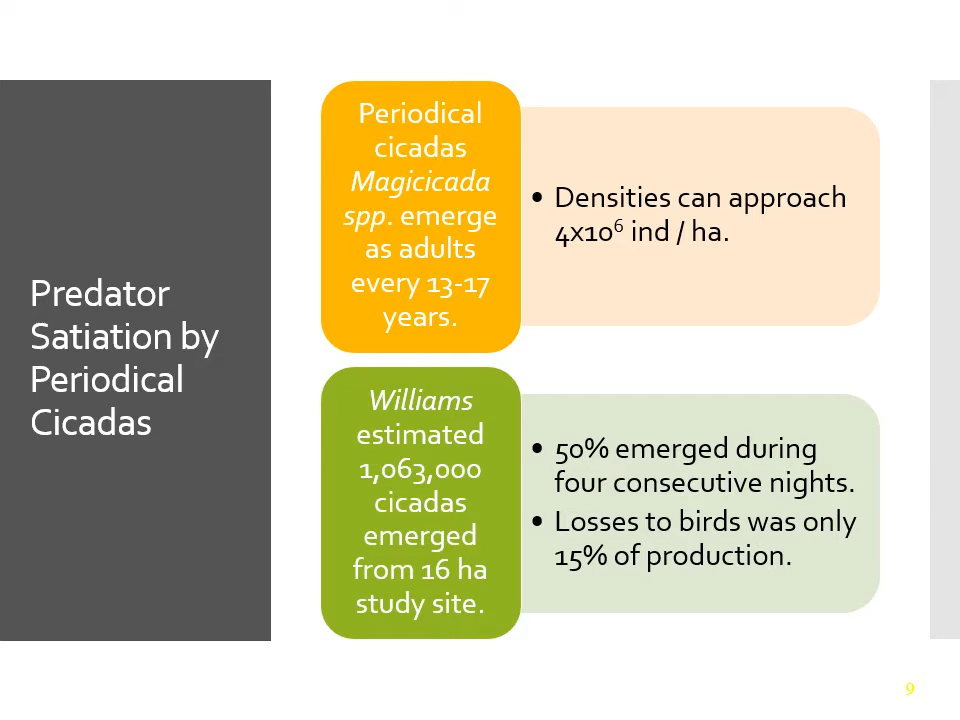 Predator
Satiation by
Periodical
Cicadas
Periodical
cicadas
Magicicada
spp. emerge
as adults
every 13-17
years.
• Densities can approach
4x10⁶ ind / ha.
Williams
estimated
1,063,000
cicadas
emerged
from 16 ha
study site.
• 50% emerged during
four consecutive nights.
• Losses to birds was only
15% of production.
9